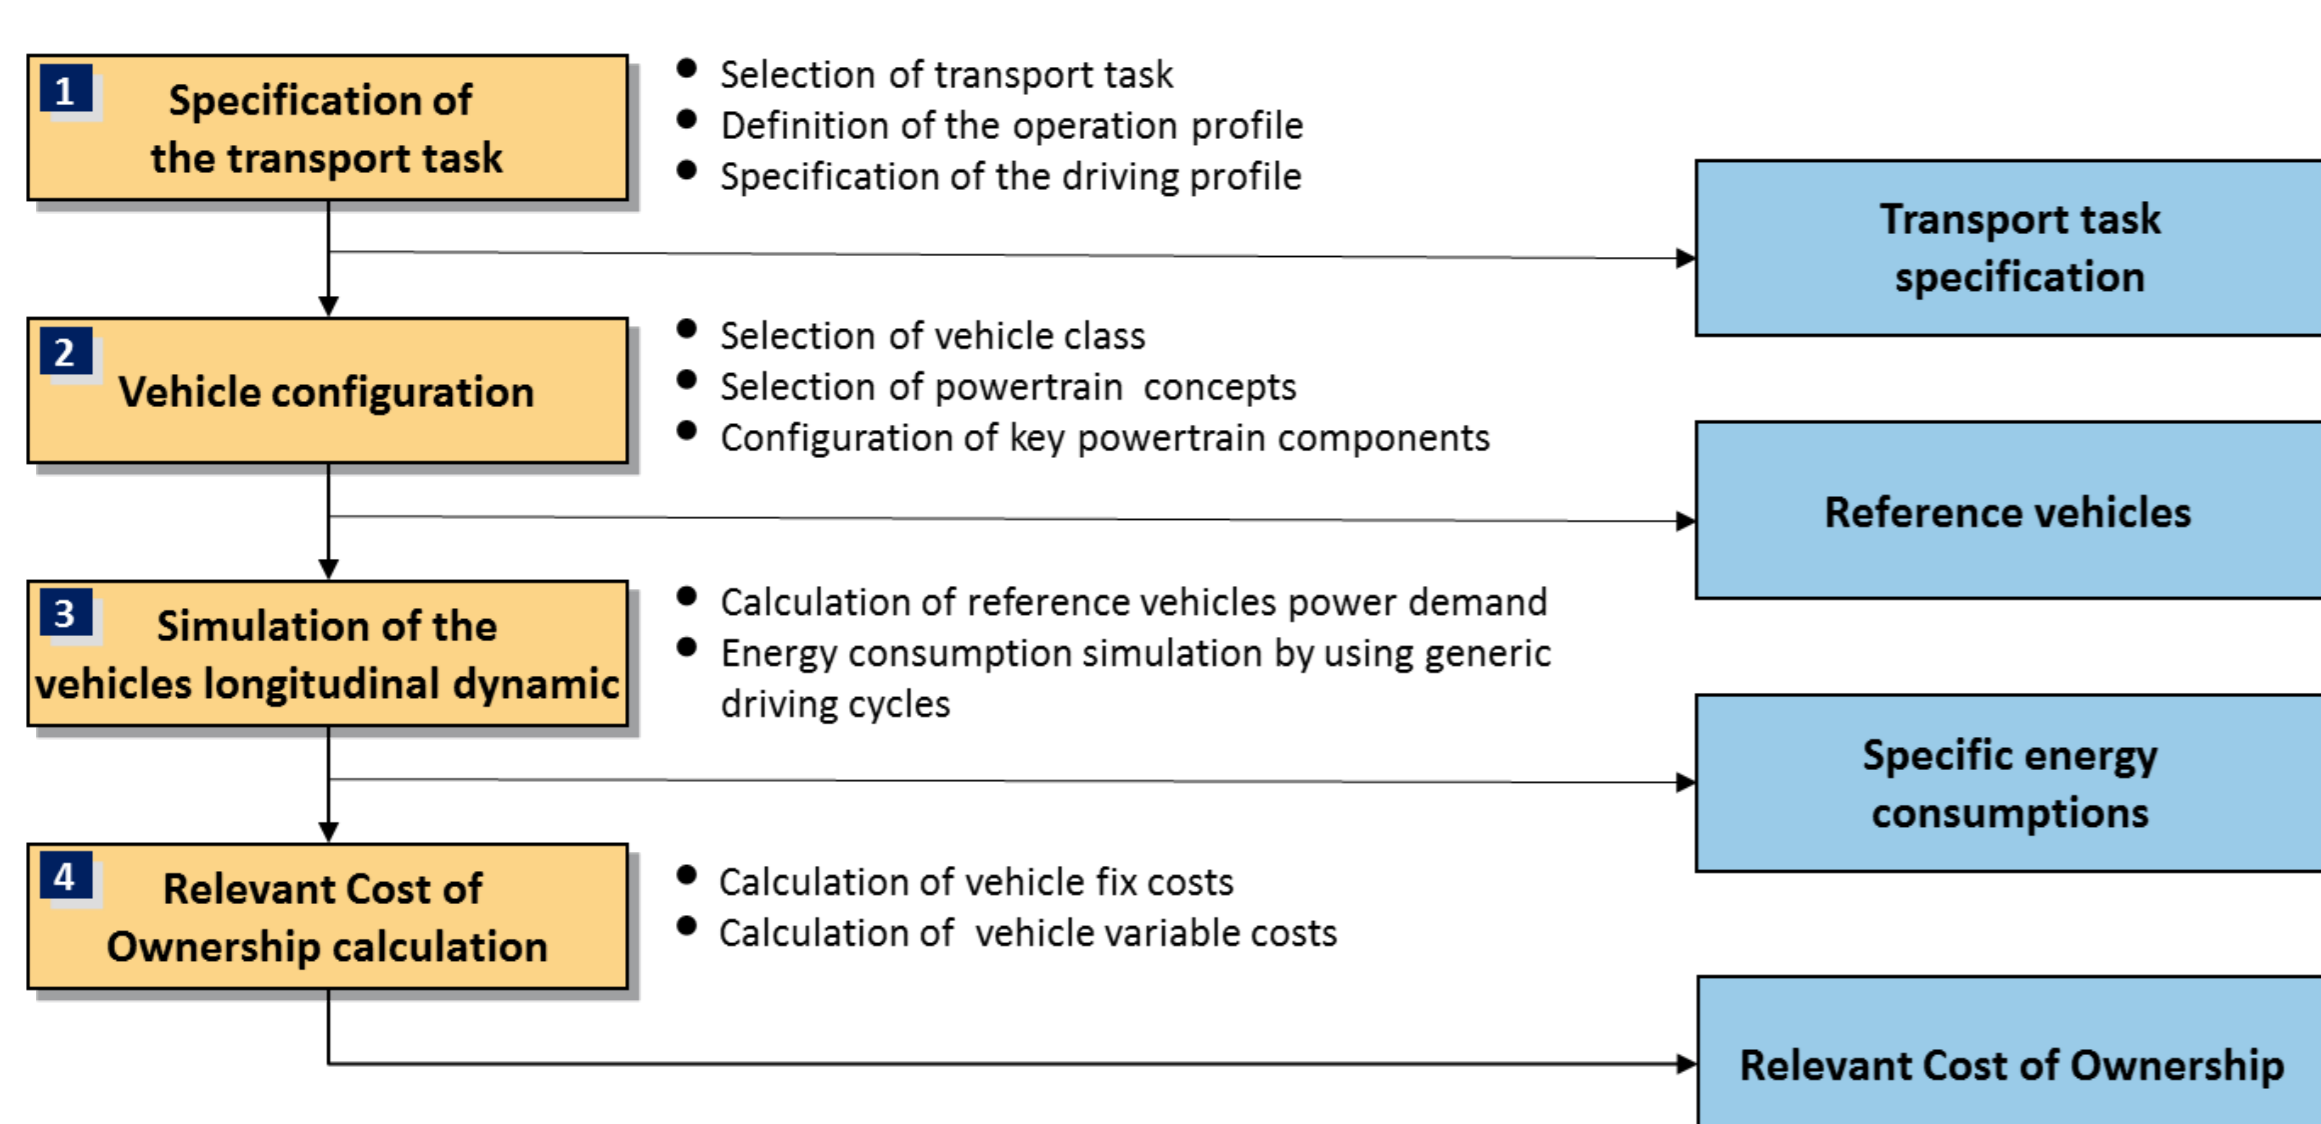 1
Specification of
the transport task
● Selection of transport task
● Definition of the operation profile
● Specification of the driving profile
Transport task
specification
2
Vehicle configuration
● Selection of vehicle class
● Selection of powertrain concepts
● Configuration of key powertrain components
Reference vehicles
3
Simulation of the
vehicles longitudinal dynamic
● Calculation of reference vehicles power demand
● Energy consumption simulation by using generic
driving cycles
Specific energy
consumptions
4
Relevant Cost of
Ownership calculation
● Calculation of vehicle fix costs
● Calculation of vehicle variable costs
Relevant Cost of Ownership